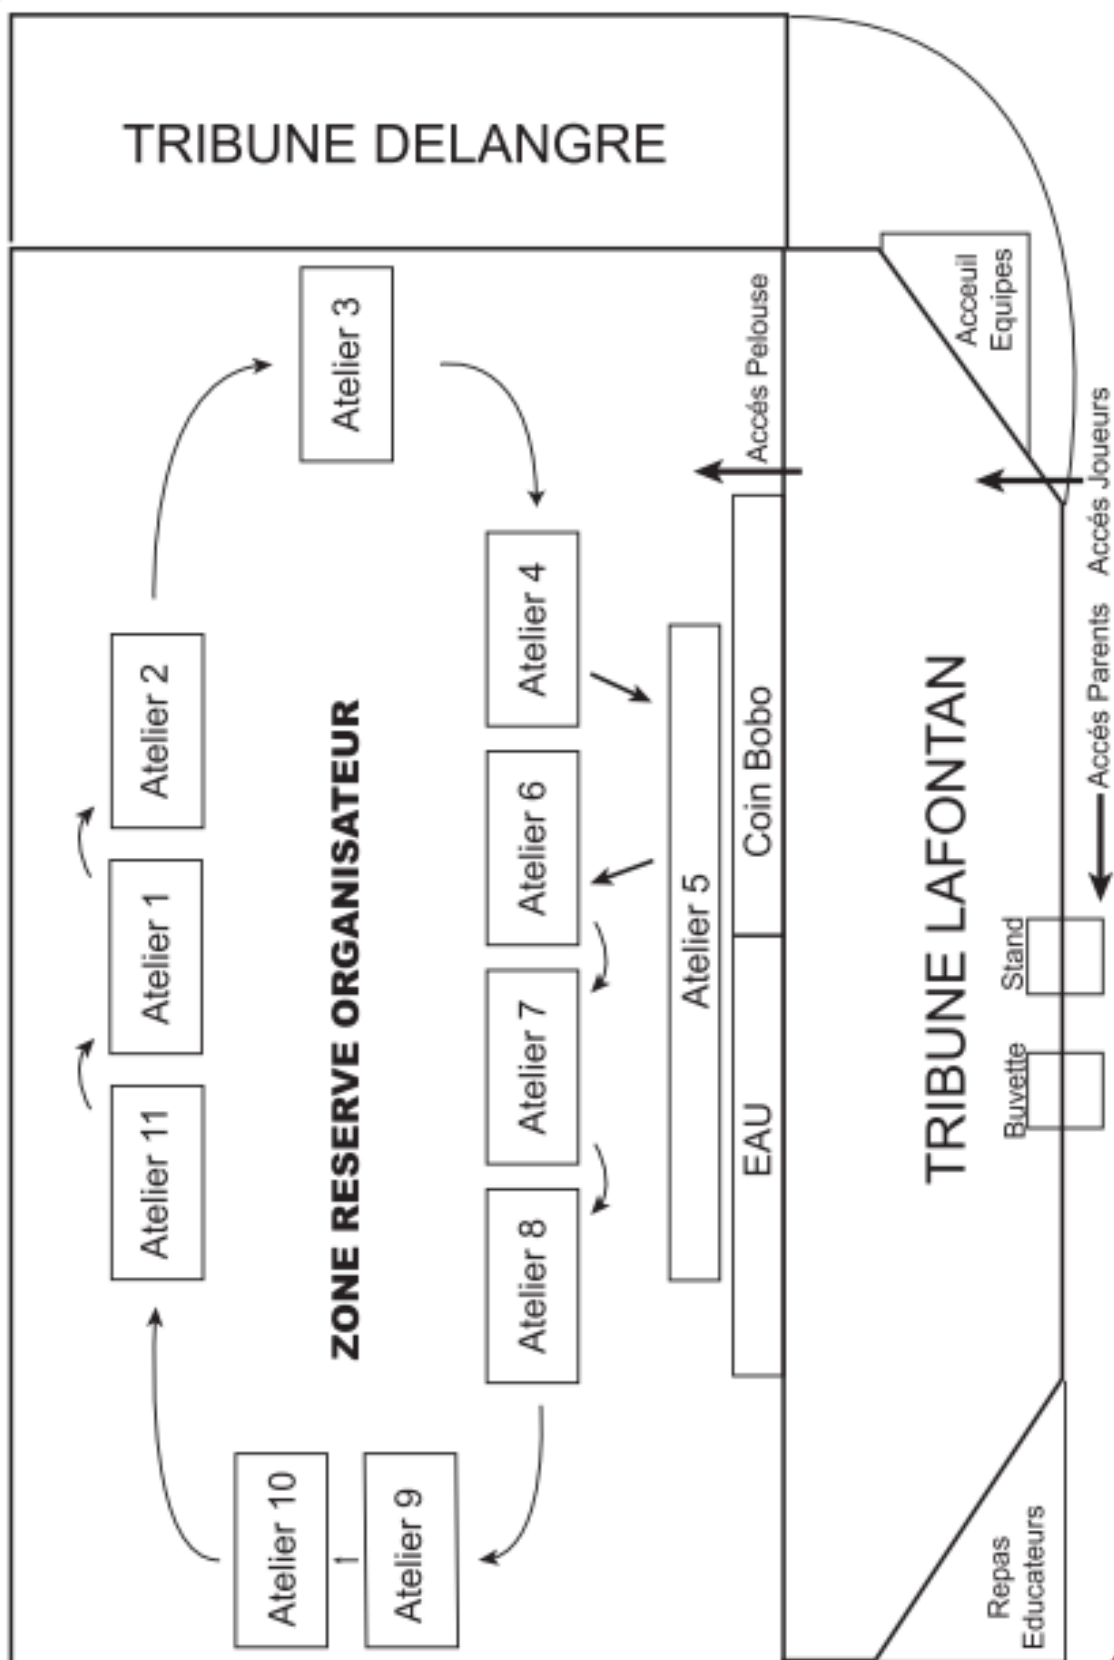 TRIBUNE DELANGRE
Atelier 3
Accés Pelouse
Acceuil
Equipes
Accés Joueurs
Atelier 4
Atelier 2
Accés Parents
ZONE RESERVE ORGANISATEUR
Atelier 6
Coin Bobo
TRIBUNE LAFONTAN
Atelier 1
Atelier 5
Stand
Atelier 7
Buvette
Atelier 11
EAU
Atelier 8
Atelier 10
Atelier 9
Repas
Educateurs